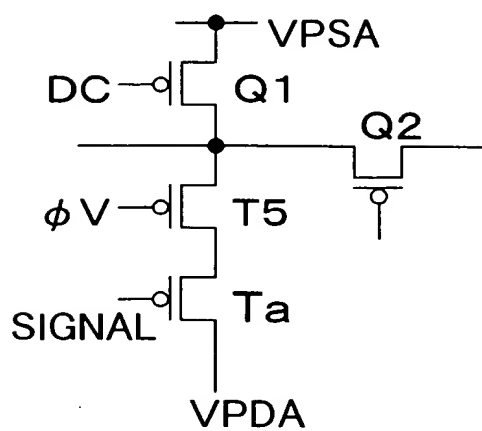 VPSA
DC
Q1
Q2
φV
T5
SIGNAL
Ta
VPDA